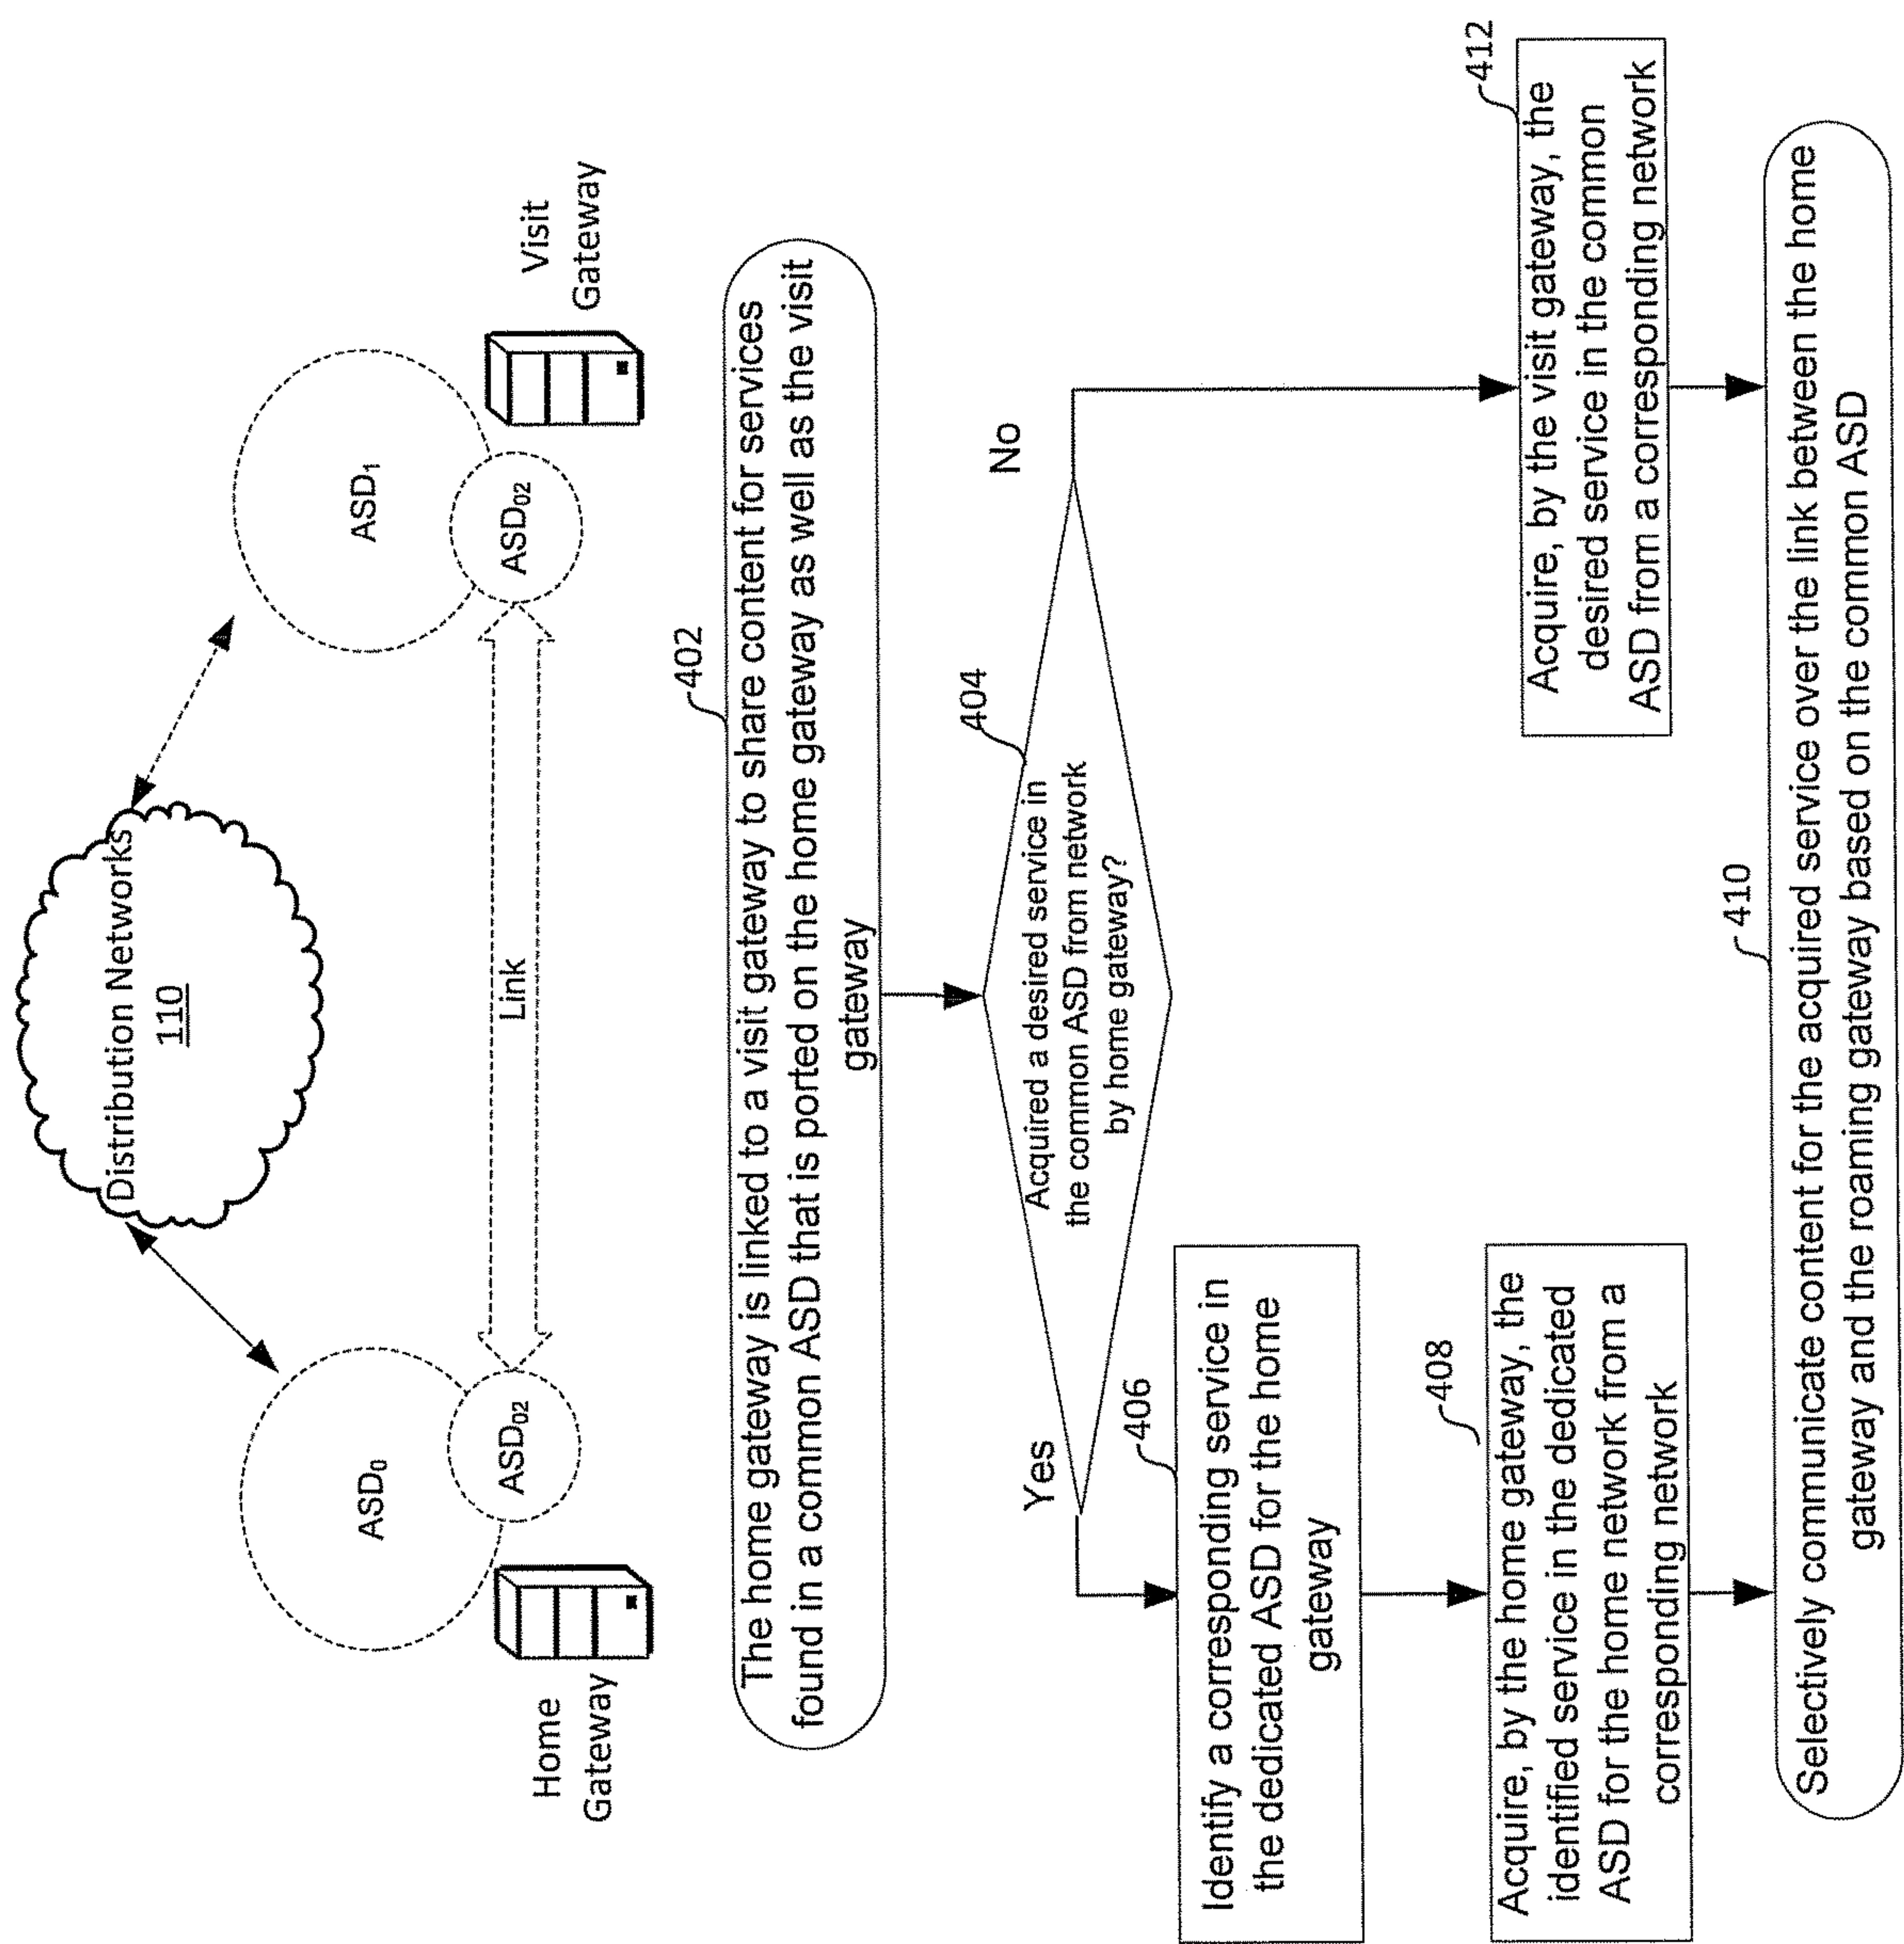 Distribution Networks
110
ASD0
ASD1
ASD02
Link
ASD02
Home
Gateway
Visit
Gateway
402
The home gateway is linked to a visit gateway to share content for services
found in a common ASD that is ported on the home gateway as well as the visit
gateway
404
Acquired a desired service in
the common ASD from network
by home gateway?
Yes
No
406
Identify a corresponding service in
the dedicated ASD for the home
gateway
408
Acquire, by the home gateway, the
identified service in the dedicated
ASD for the home network from a
corresponding network
412
Acquire, by the visit gateway, the
desired service in the common
ASD from a corresponding network
410
Selectively communicate content for the acquired service over the link between the home
gateway and the roaming gateway based on the common ASD